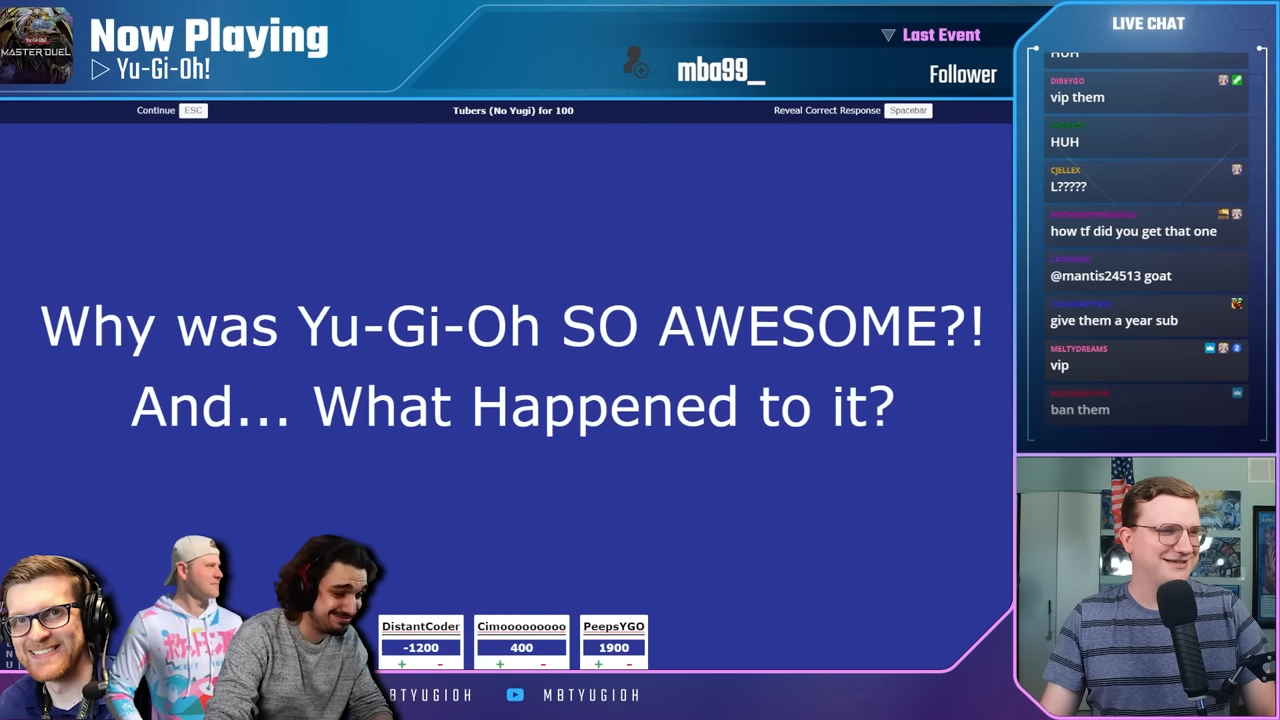 Now Playing
Yu-Gi-Oh!
MASTER DUEL
Last Event
mba99_
Follower
LIVE CHAT
Continue ESC
Tubers (No Yugi) for 100
Reveal Correct Response Spacebar
Why was Yu-Gi-Oh SO AWESOME?!
And... What Happened to it?
HUH
DIREYGO
vip them
HUH
CJELLEX
L?????
how tf did you get that one
@mantis24513 goat
give them a year sub
MELTYDREAMS
vip
ban them
DistantCoder
-1200
+ -
Cimooooooooo
400
+ -
PeepsYGO
1900
+ -
BTYUGIOH
MBTYUGIOH